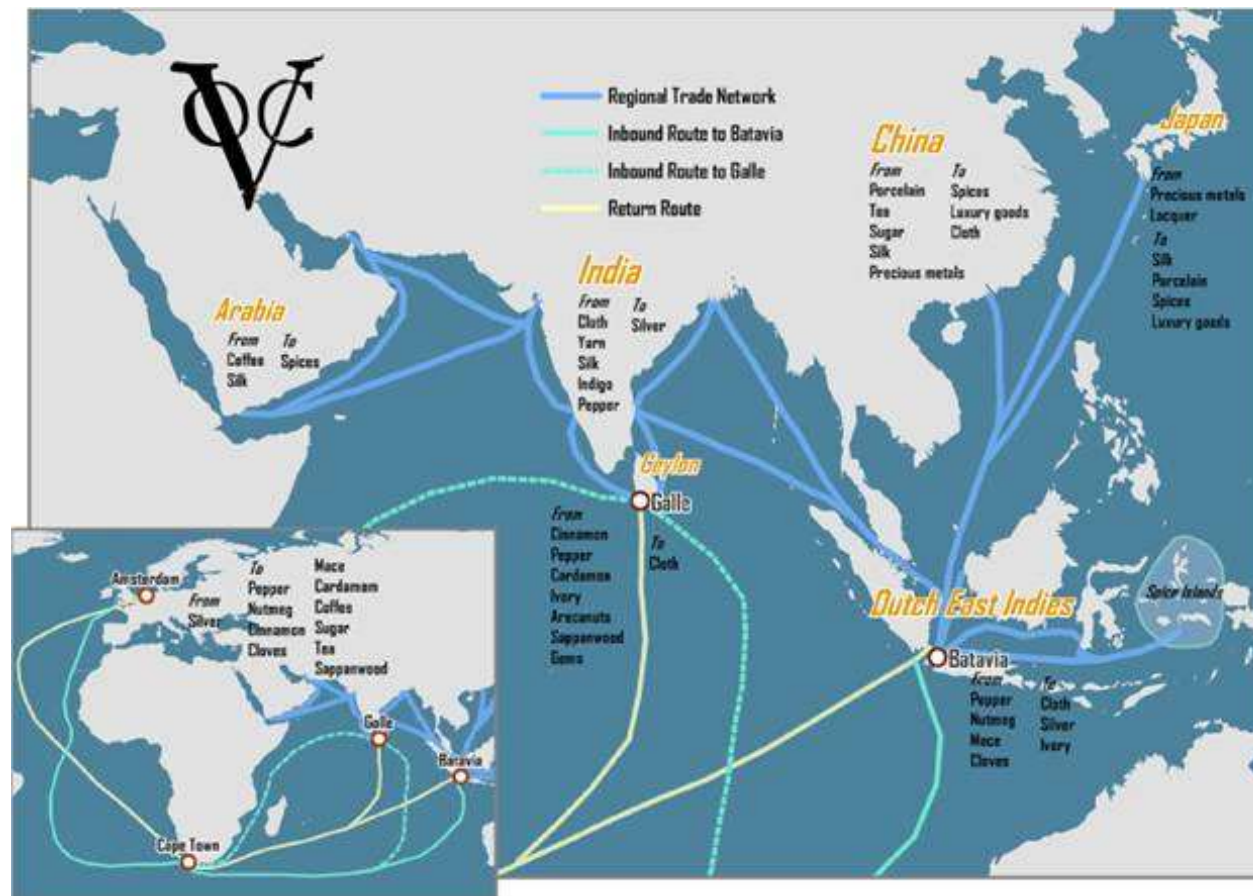 VOC
Regional Trade Network
Inbound Route to Batavia
Inbound Route to Galle
Return Route
China
From
Porcelain
Tea
Sugar
Silk
Precious metals
To
Spices
Luxury goods
Cloth
Japan
From
Precious metals
Lacquer
To
Silk
Porcelain
Spices
Luxury goods
India
From
Cloth
Yarn
Silk
Indigo
Pepper
To
Silver
Arabia
From
Coffee
Silk
To
Spices
Ceylon
Galle
From
Cinnamon
Pepper
Cardamon
Ivory
Arecanuts
Sappanwood
Gems
To
Cloth
Dutch East Indies
Spice Islands
Batavia
From
Pepper
Nutmeg
Mace
Cloves
To
Cloth
Silver
Ivory
Amsterdam
From
Silver
To
Pepper
Nutmeg
Cinnamon
Cloves
Mace
Cardamom
Coffee
Sugar
Tea
Sappanwood
Galle
Batavia
Cape Town